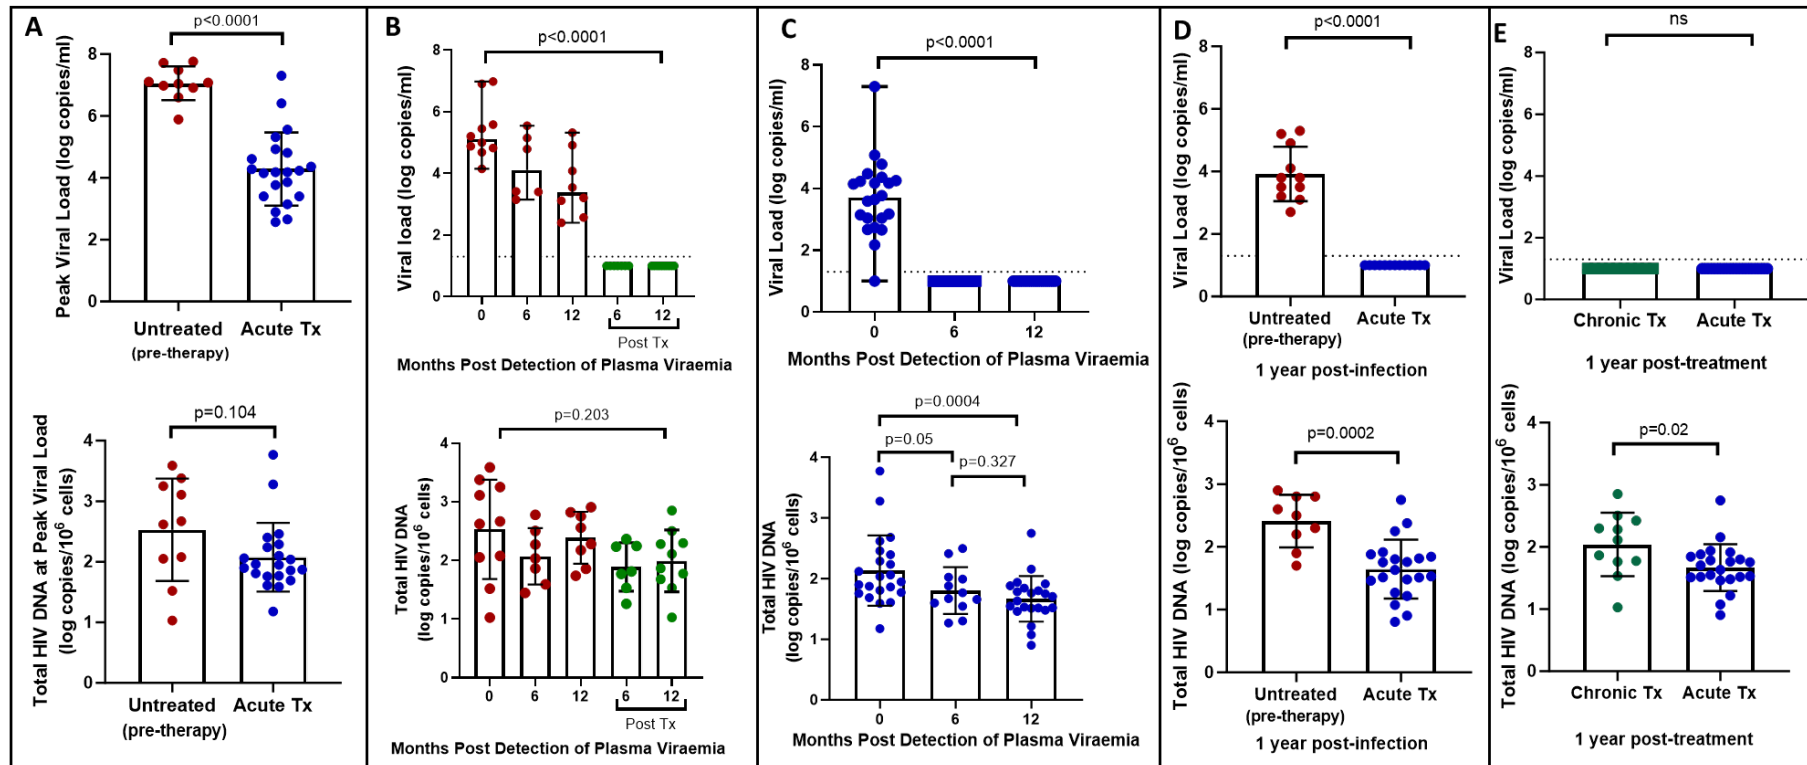 A
p<0.0001
Peak Viral Load (log copies/ml)
8
6
4
2
0
Untreated
(pre-therapy)
Acute Tx
p=0.104
Total HIV DNA at Peak Viral Load
(log copies/10^6 cells)
4
3
2
1
0
Untreated
(pre-therapy)
Acute Tx
B
p<0.0001
Viral load (log copies/ml)
8
6
4
2
0
0 6 12 6 12
Post Tx
Months Post Detection of Plasma Viraemia
p=0.203
Total HIV DNA
(log copies/10^6 cells)
4
3
2
1
0
0 6 12 6 12
Post Tx
Months Post Detection of Plasma Viraemia
C
p<0.0001
Viral Load (log copies/ml)
8
6
4
2
0
0 6 12
Months Post Detection of Plasma Viraemia
p=0.0004
p=0.05
p=0.327
Total HIV DNA
(log copies/10^6 cells)
4
3
2
1
0
0 6 12
Months Post Detection of Plasma Viraemia
D
p<0.0001
Viral Load (log copies/ml)
8
6
4
2
0
Untreated
(pre-therapy)
Acute Tx
1 year post-infection
p=0.0002
Total HIV DNA (log copies/10^6 cells)
4
3
2
1
0
Untreated
(pre-therapy)
Acute Tx
1 year post-infection
E
ns
Viral Load (log copies/ml)
8
6
4
2
0
Chronic Tx Acute Tx
1 year post-treatment
p=0.02
Total HIV DNA (log copies/10^6 cells)
4
3
2
1
0
Chronic Tx Acute Tx
1 year post-treatment